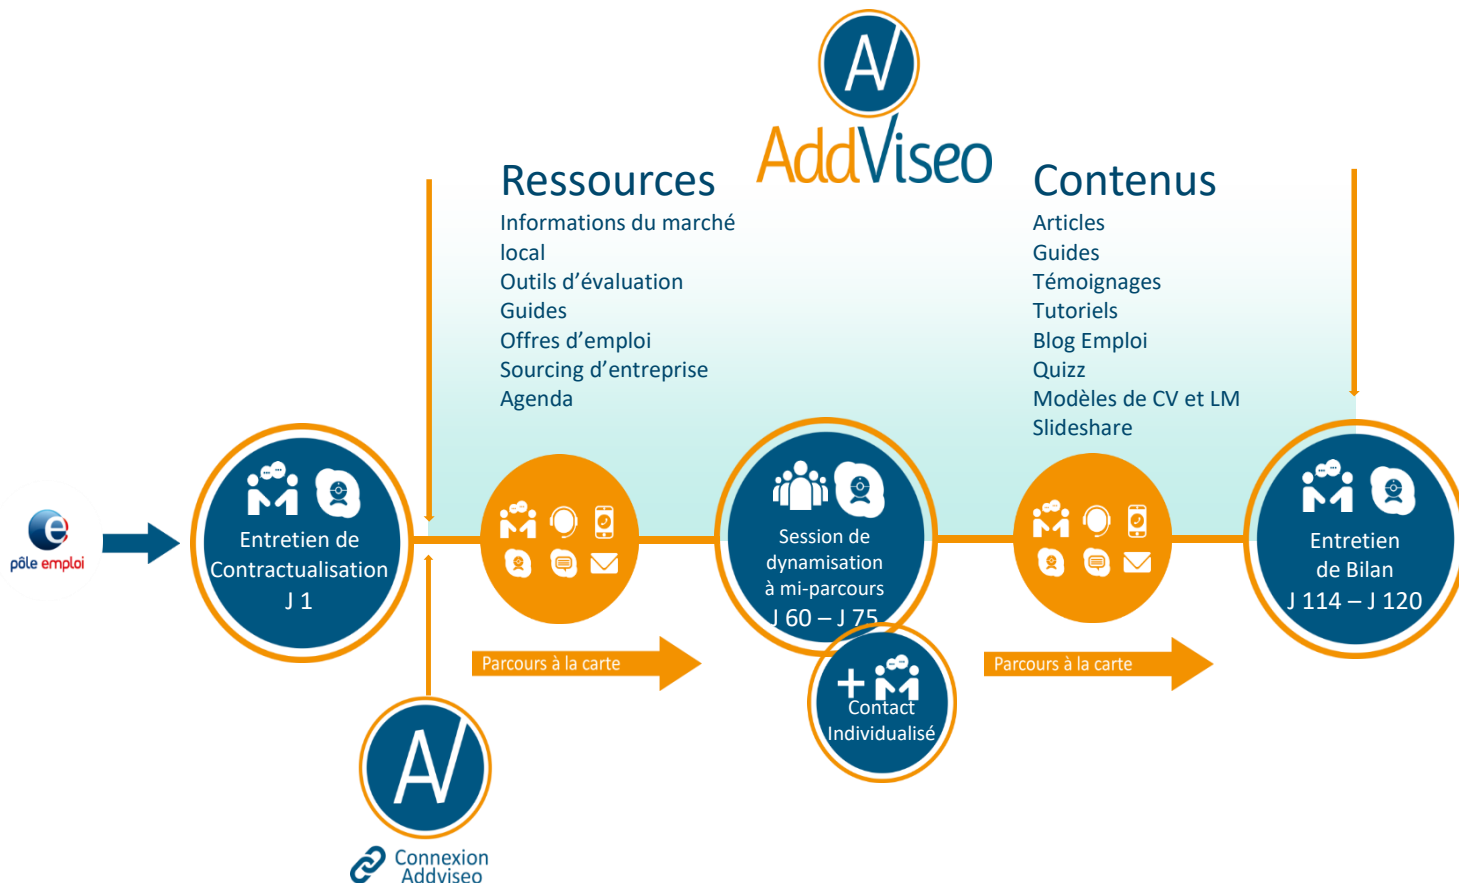 AV
AddViseo
Ressources
Informations du marché
local
Outils d’évaluation
Guides
Offres d’emploi
Sourcing d’entreprise
Agenda
Contenus
Articles
Guides
Témoignages
Tutoriels
Blog Emploi
Quizz
Modèles de CV et LM
Slideshare
e
pôle emploi
Entretien de
Contractualisation
J 1
Session de
dynamisation
à mi-parcours
J 60 – J 75
Entretien
de Bilan
J 114 – J 120
Parcours à la carte
Parcours à la carte
+
Contact
Individualisé
AV
Connexion
Addviseo